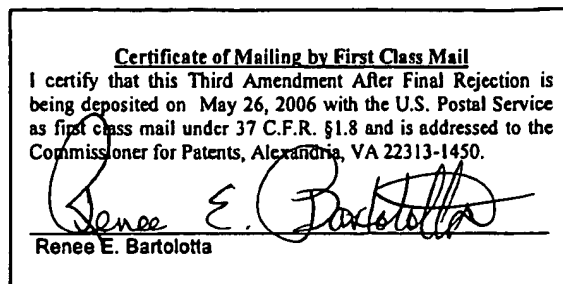 Certificate of Mailing by First Class Mail
I certify that this Third Amendment After Final Rejection is
being deposited on May 26, 2006 with the U.S. Postal Service
as first class mail under 37 C.F.R. §1.8 and is addressed to the
Commissioner for Patents, Alexandria, VA 22313-1450.
Renee E. Bartolotta
Renee E. Bartolotta